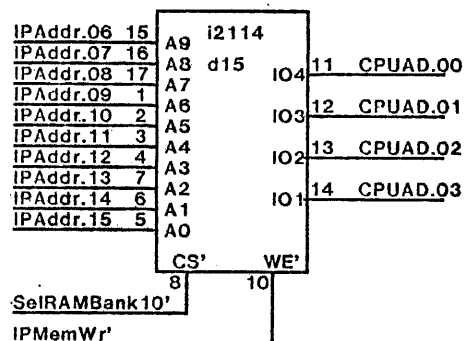 IPAddr.06 15 A9 i2114
IPAddr.07 16 A8 d15
IPAddr.08 17 A7 IO4 11 CPUAD.00
IPAddr.09 1 A6
IPAddr.10 2 A5 IO3 12 CPUAD.01
IPAddr.11 3 A4
IPAddr.12 4 A3 IO2 13 CPUAD.02
IPAddr.13 7 A2
IPAddr.14 6 A1 IO1 14 CPUAD.03
IPAddr.15 5 A0
CS' WE'
8 10
SelRAMBank10'
IPMemWr'